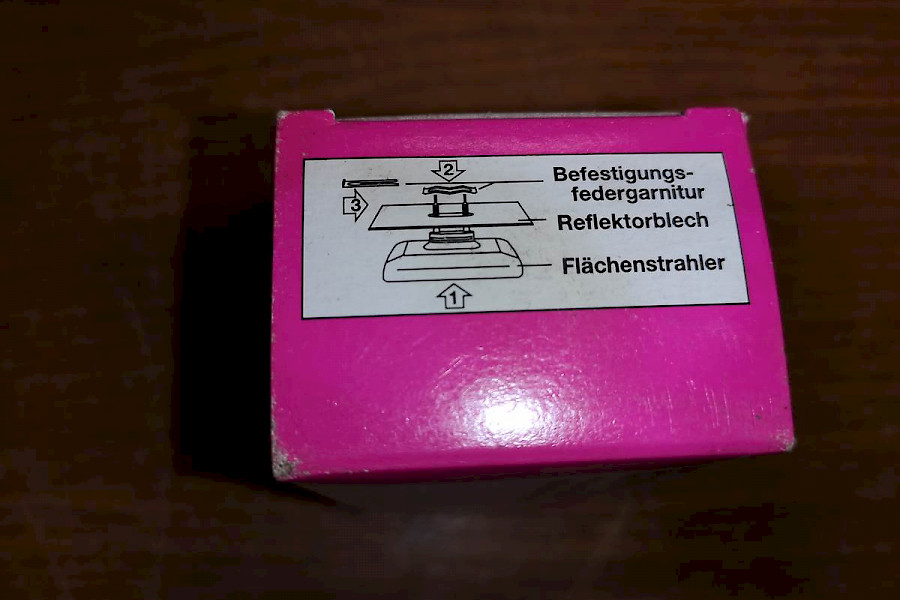 2
Befestigungs-
federgarnitur
3
Reflektorblech
Flächenstrahler
1